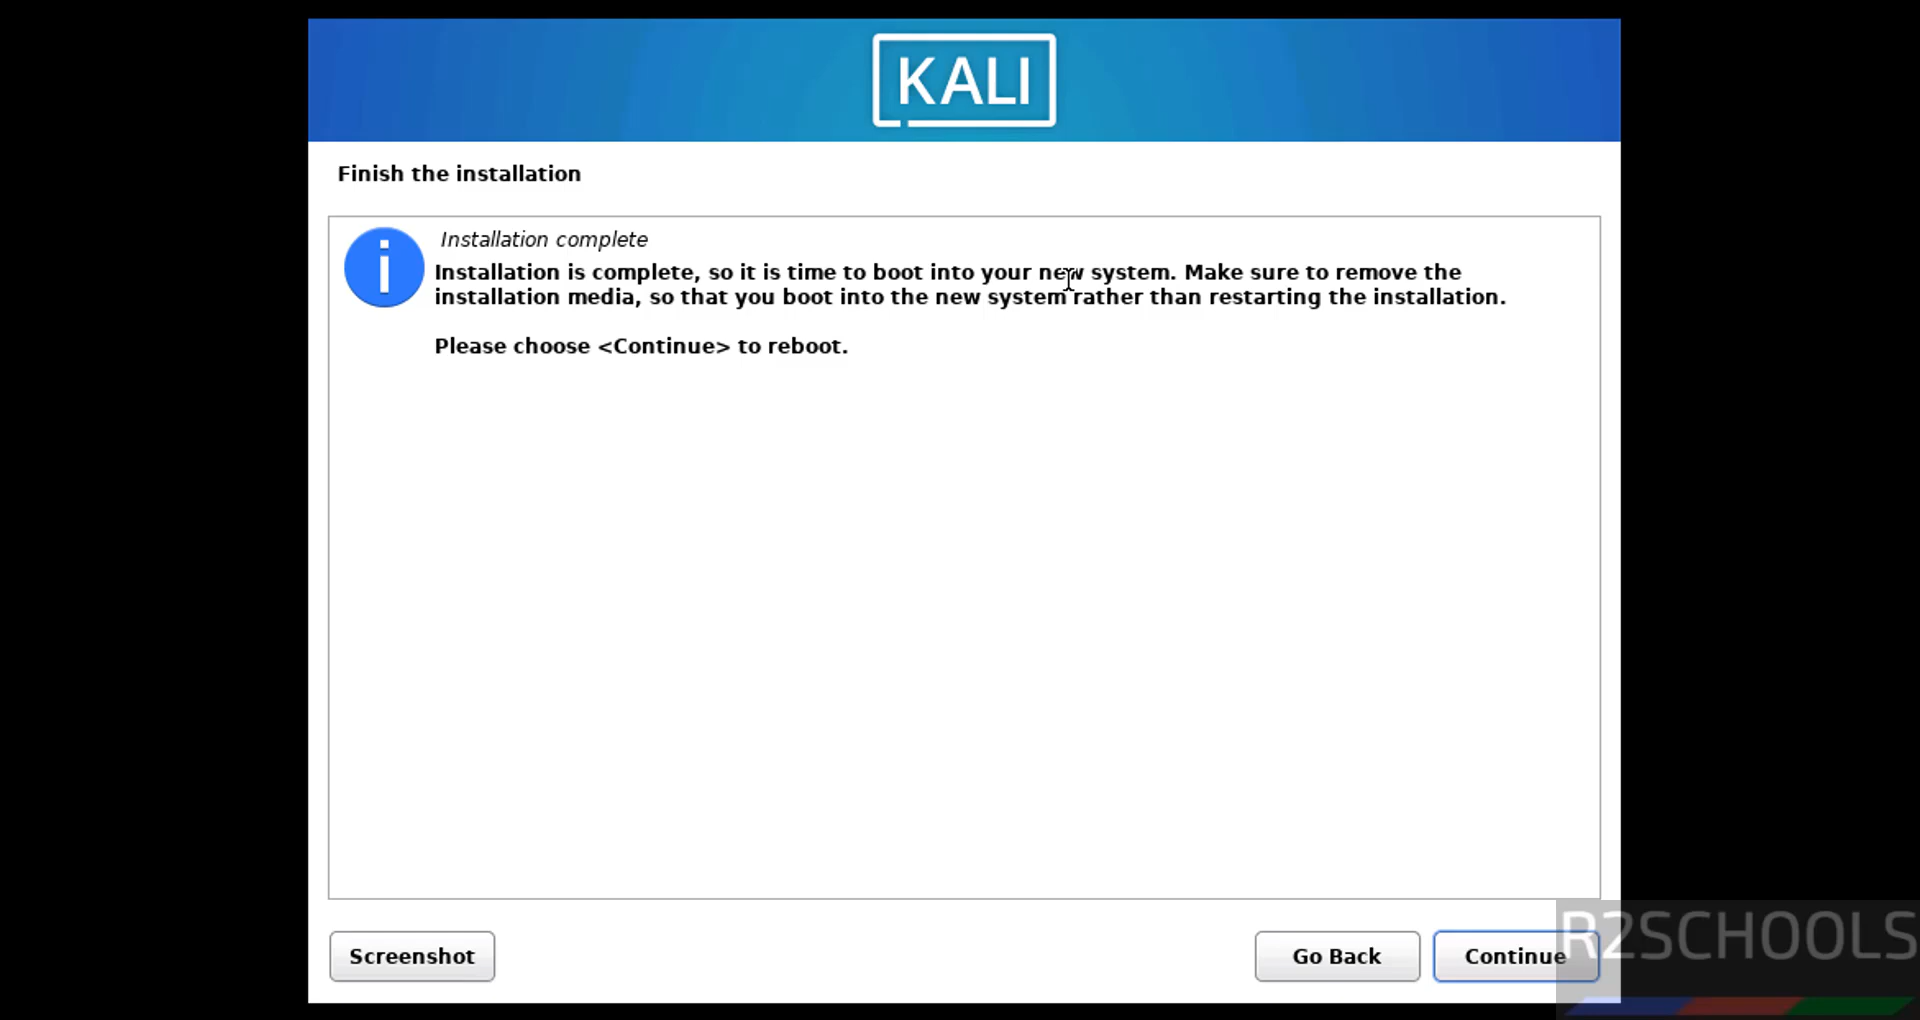 KALI
Finish the installation
Installation complete
Installation is complete, so it is time to boot into your new system. Make sure to remove the
installation media, so that you boot into the new system rather than restarting the installation.
Please choose <Continue> to reboot.
Screenshot
Go Back
Continue
R2SCHOOLS